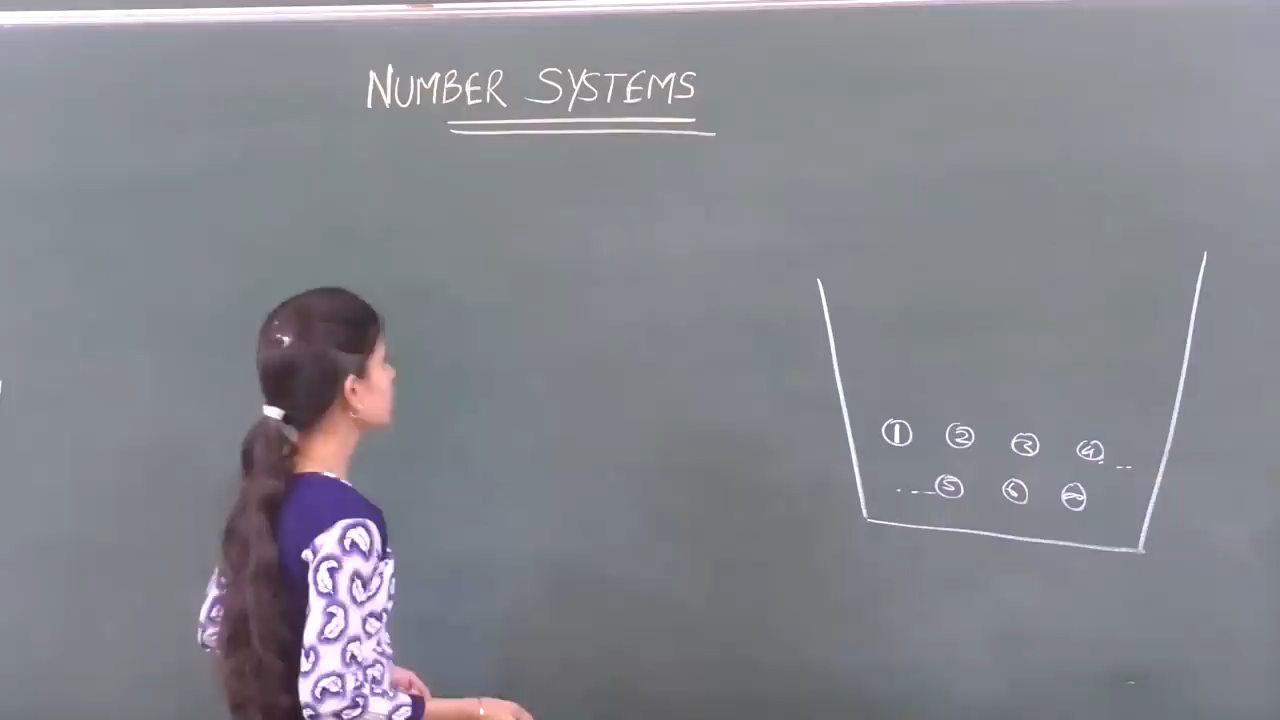 NUMBER SYSTEMS
① ② ③ ④ . ...
.... ⑤ ⑥ ∞